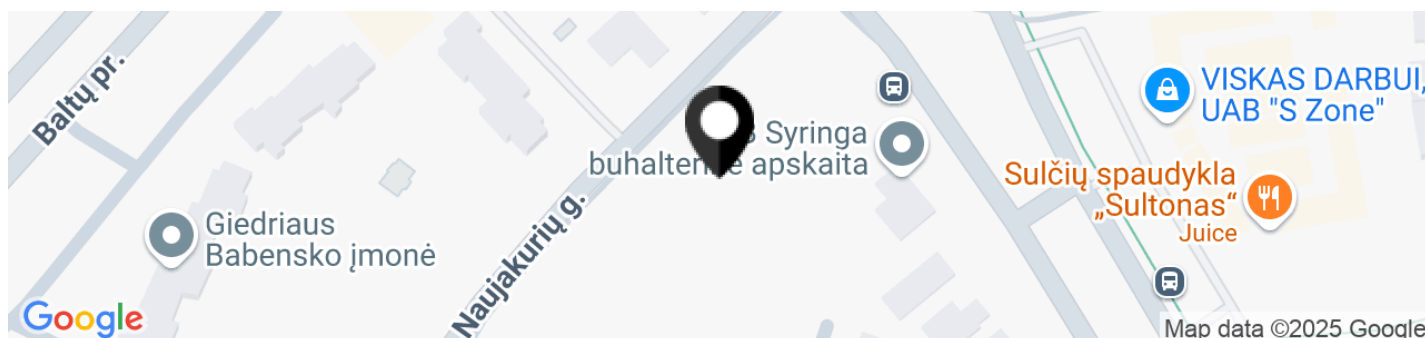 Baltų pr.
VISKAS DARBUI,
UAB "S Zone"
Syringa
apskaita
Sulčių spaudykla
„Sultonas“
Juice
Giedriaus
Babensko įmonė
Naujakurių g.
Google
Map data ©2025 Google